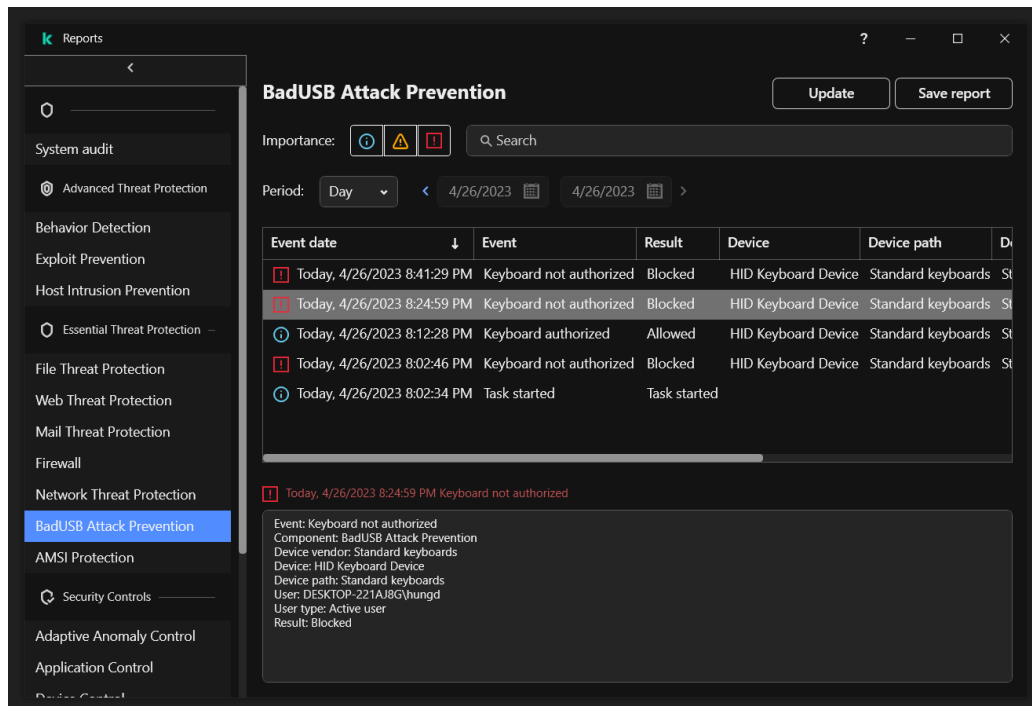 Reports
?
BadUSB Attack Prevention
Update
Save report
Importance:
Search
Period:
Day
4/26/2023
4/26/2023
System audit
Advanced Threat Protection
Behavior Detection
Exploit Prevention
Host Intrusion Prevention
Essential Threat Protection
File Threat Protection
Web Threat Protection
Mail Threat Protection
Firewall
Network Threat Protection
BadUSB Attack Prevention
AMSI Protection
Security Controls
Adaptive Anomaly Control
Application Control
Device Control
Event date ↓ Event Result Device Device path
Today, 4/26/2023 8:41:29 PM Keyboard not authorized Blocked HID Keyboard Device Standard keyboards St
Today, 4/26/2023 8:24:59 PM Keyboard not authorized Blocked HID Keyboard Device Standard keyboards St
Today, 4/26/2023 8:12:28 PM Keyboard authorized Allowed HID Keyboard Device Standard keyboards St
Today, 4/26/2023 8:02:46 PM Keyboard not authorized Blocked HID Keyboard Device Standard keyboards St
Today, 4/26/2023 8:02:34 PM Task started Task started
Today, 4/26/2023 8:24:59 PM Keyboard not authorized
Event: Keyboard not authorized
Component: BadUSB Attack Prevention
Device vendor: Standard keyboards
Device: HID Keyboard Device
Device path: Standard keyboards
User: DESKTOP-221AJ8G\hungd
User type: Active user
Result: Blocked